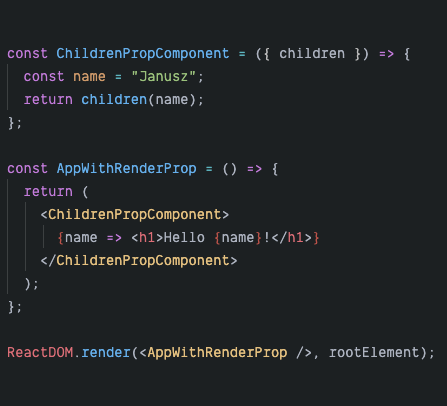 const ChildrenPropComponent = ({ children }) => {
  const name = "Janusz";
  return children(name);
};
const AppWithRenderProp = () => {
  return (
    <ChildrenPropComponent>
      {name => <h1>Hello {name}!</h1>}
    </ChildrenPropComponent>
  );
};
ReactDOM.render(<AppWithRenderProp />, rootElement);